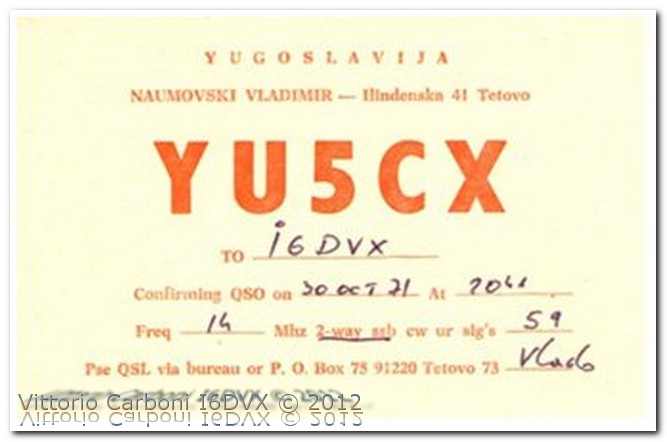 YUGOSLAVIJA
NAUMOVSKI VLADIMIR — Ilindenska 41 Tetovo
YU5CX
TO I6DVX
Confirming QSO on 30 OCT 71 At
Freq 14 Mhz 2-way ssb cw ur sig's 59
Pse QSL via bureau or P. O. Box 75 91220 Tetovo 73 Vlado
Vittorio Carboni I6DVX © 2012